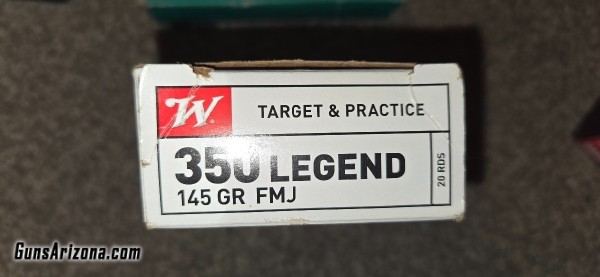 W.
TARGET & PRACTICE
350 LEGEND
145 GR FMJ
20 RDS
GunsArizona.com